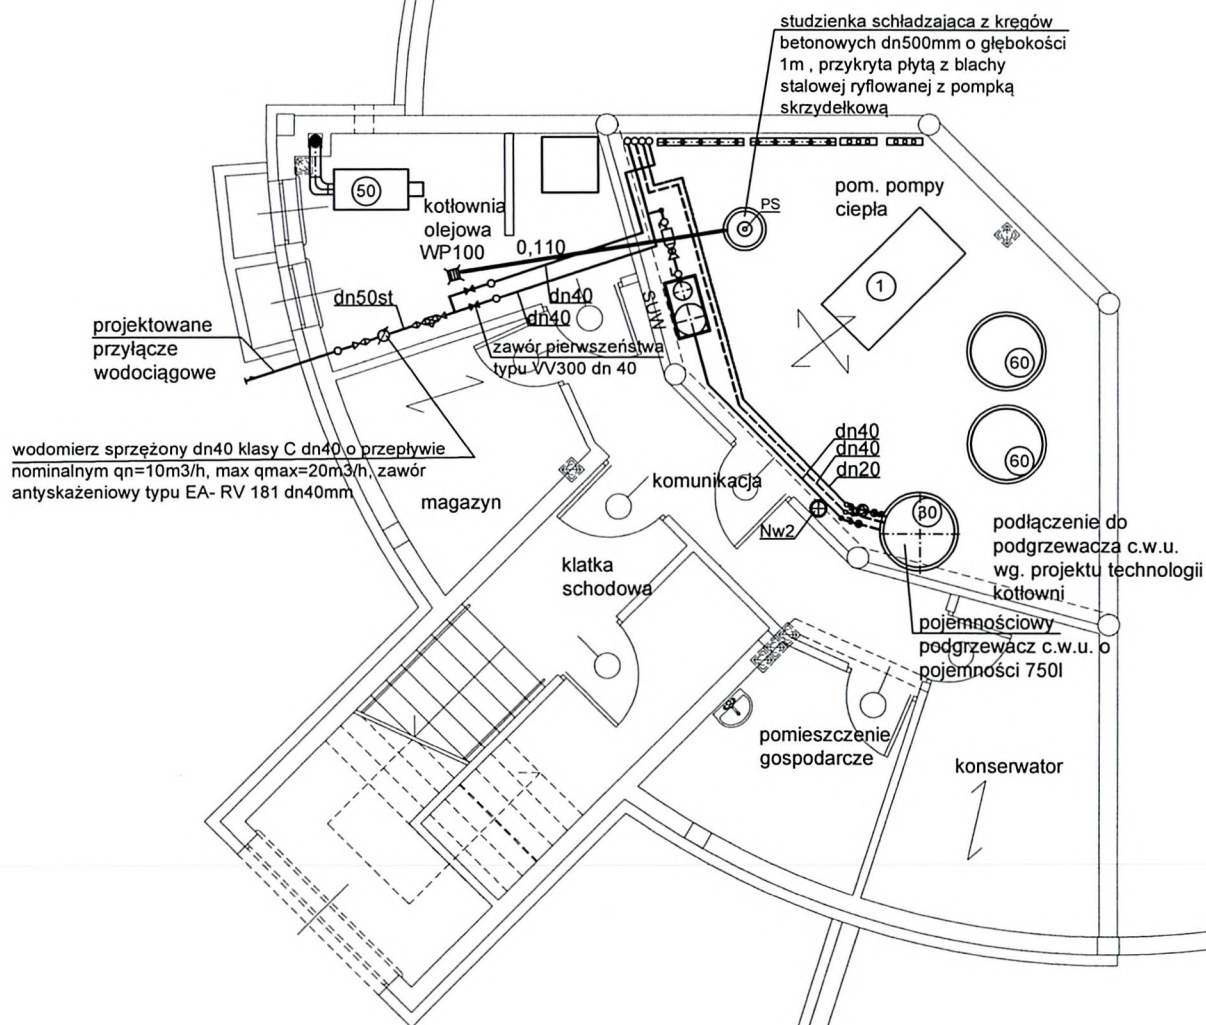 studzienka schładzająca z kręgów
betonowych dn500mm o głębokości
1m , przykryta płytą z blachy
stalowej ryflowanej z pompką
skrzydełkową
50
kotłownia
olejowa
WP100
0,110
PS
pom. pompy
ciepła
1
dn50st
dn40
dn40
SUW
projektowane
przyłącze
wodociągowe
zawór pierwszeństwa
typu VV300 dn 40
60
60
wodomierz sprzężony dn40 klasy C dn40 o przepływie
nominalnym qn=10m3/h, max qmax=20m3/h, zawór
antyskażeniowy typu EA- RV 181 dn40mm
magazyn
komunikacja
dn40
dn40
dn20
Nw2
80
podłączenie do
podgrzewacza c.w.u.
wg. projektu technologii
kotłowni
klatka
schodowa
pojemnościowy
podgrzewacz c.w.u. o
pojemności 750l
pomieszczenie
gospodarcze
konserwator